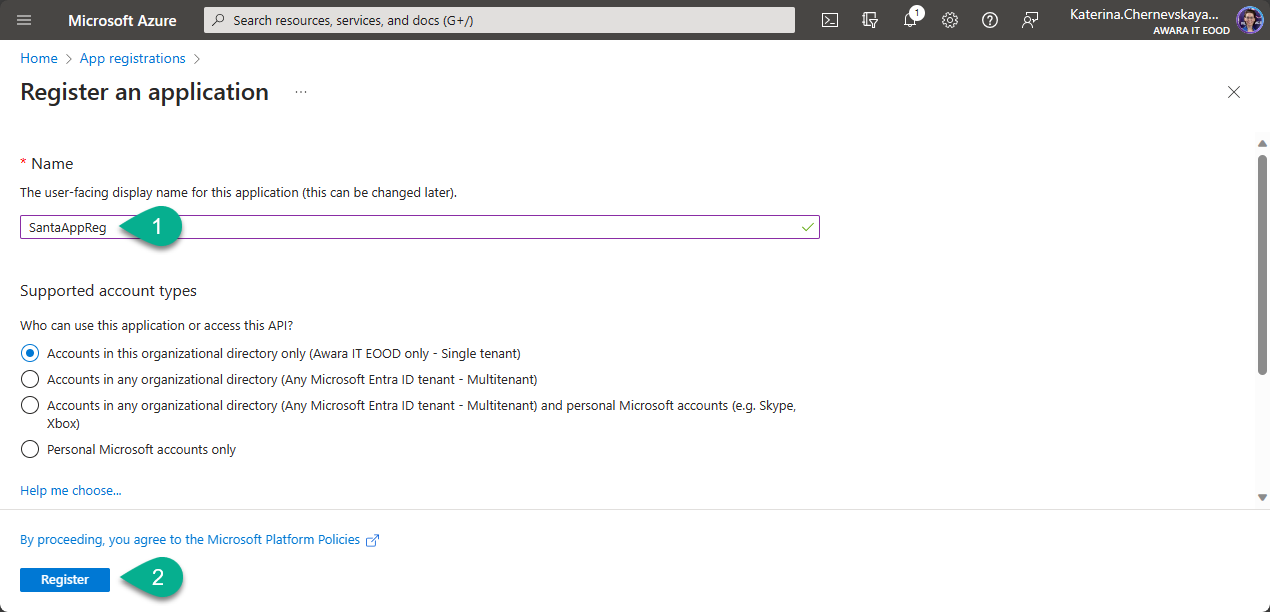 Microsoft Azure
Search resources, services, and docs (G+/)
1
Katerina.Chernevskaya...
AWARA IT EOOD
Home > App registrations >
Register an application ...
* Name
The user-facing display name for this application (this can be changed later).
SantaAppReg
1
Supported account types
Who can use this application or access this API?
Accounts in this organizational directory only (Awara IT EOOD only - Single tenant)
Accounts in any organizational directory (Any Microsoft Entra ID tenant - Multitenant)
Accounts in any organizational directory (Any Microsoft Entra ID tenant - Multitenant) and personal Microsoft accounts (e.g. Skype,
Xbox)
Personal Microsoft accounts only
Help me choose...
By proceeding, you agree to the Microsoft Platform Policies
Register
2